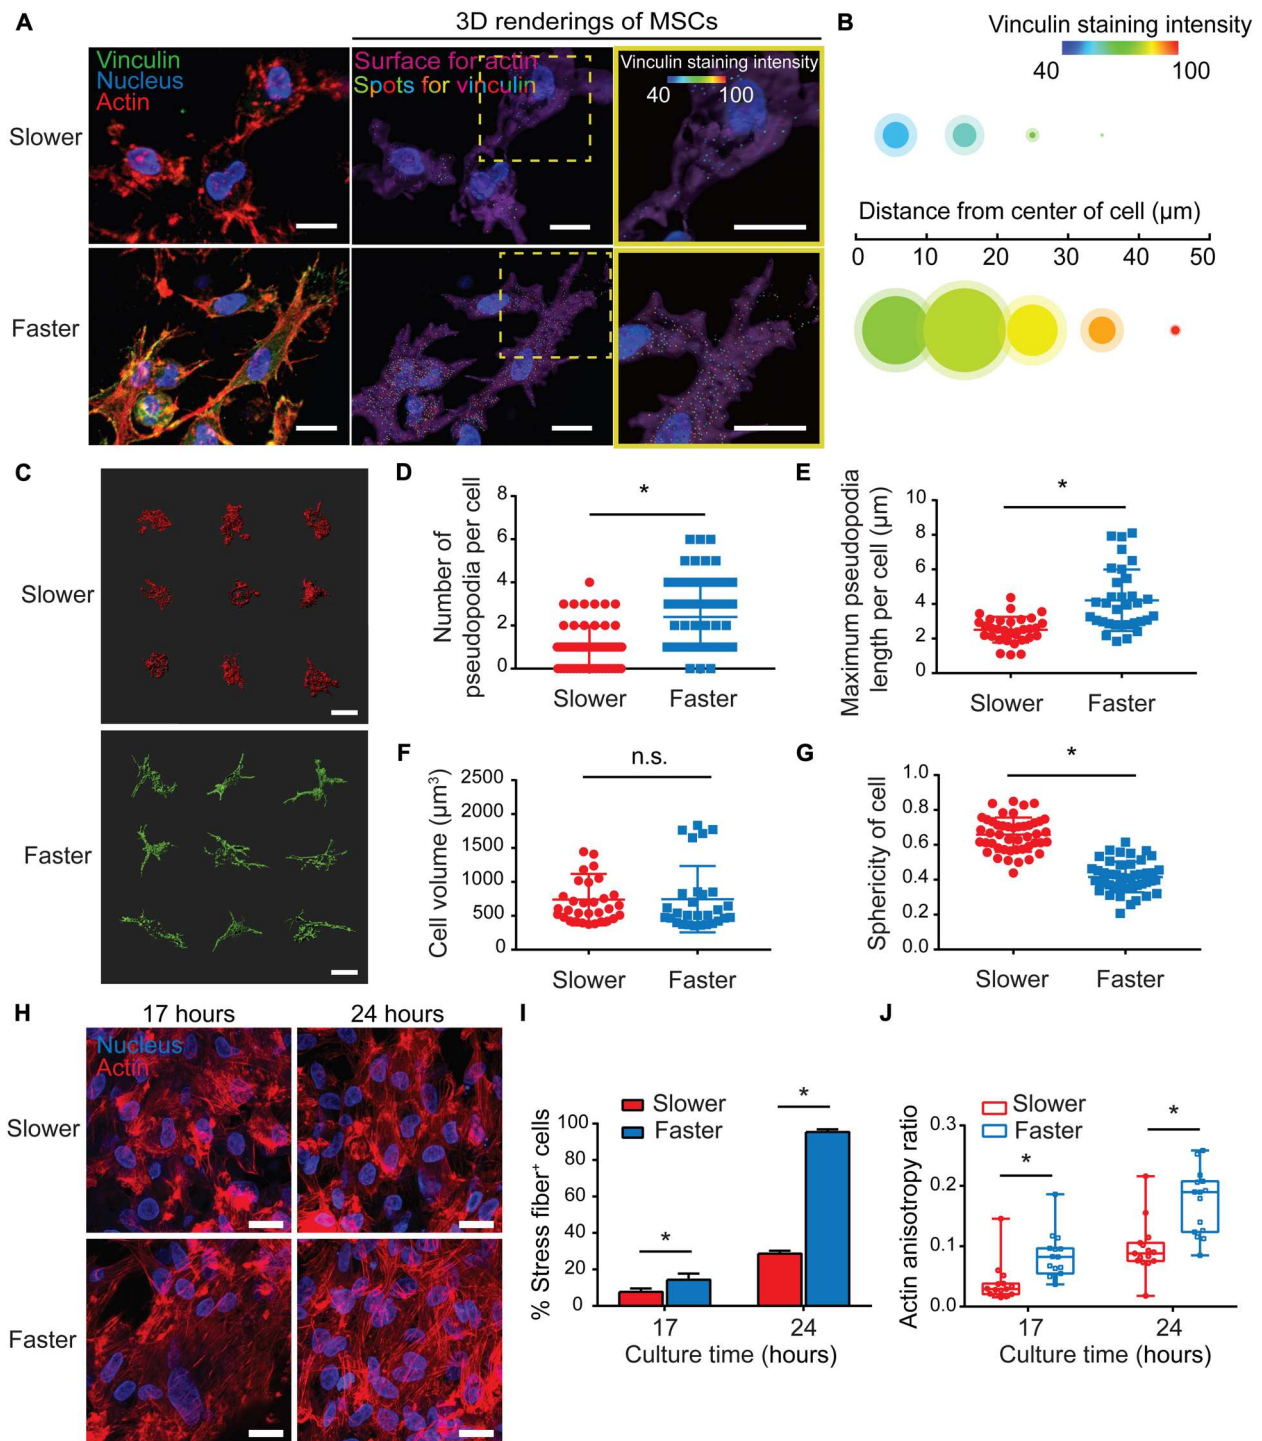 A
3D renderings of MSCs
Vinculin
Nucleus
Actin
Surface for actin
Spots for vinculin
Vinculin staining intensity
40 100
Slower
Faster
B
Vinculin staining intensity
40 100
Distance from center of cell (µm)
0 10 20 30 40 50
C
Slower
Faster
D
Number of
pseudopodia per cell
8
6
4
2
0
*
Slower Faster
E
Maximum pseudopodia
length per cell (µm)
10
8
6
4
2
0
*
Slower Faster
F
Cell volume (µm³)
2500
2000
1500
1000
500
0
n.s.
Slower Faster
G
Sphericity of cell
1.0
0.8
0.6
0.4
0.2
0.0
*
Slower Faster
H
17 hours 24 hours
Nucleus
Actin
Slower
Faster
I
Slower
Faster
% Stress fiber⁺ cells
100
80
60
40
20
0
*
*
17 24
Culture time (hours)
J
Slower
Faster
Actin anisotropy ratio
0.3
0.2
0.1
0.0
*
*
17 24
Culture time (hours)